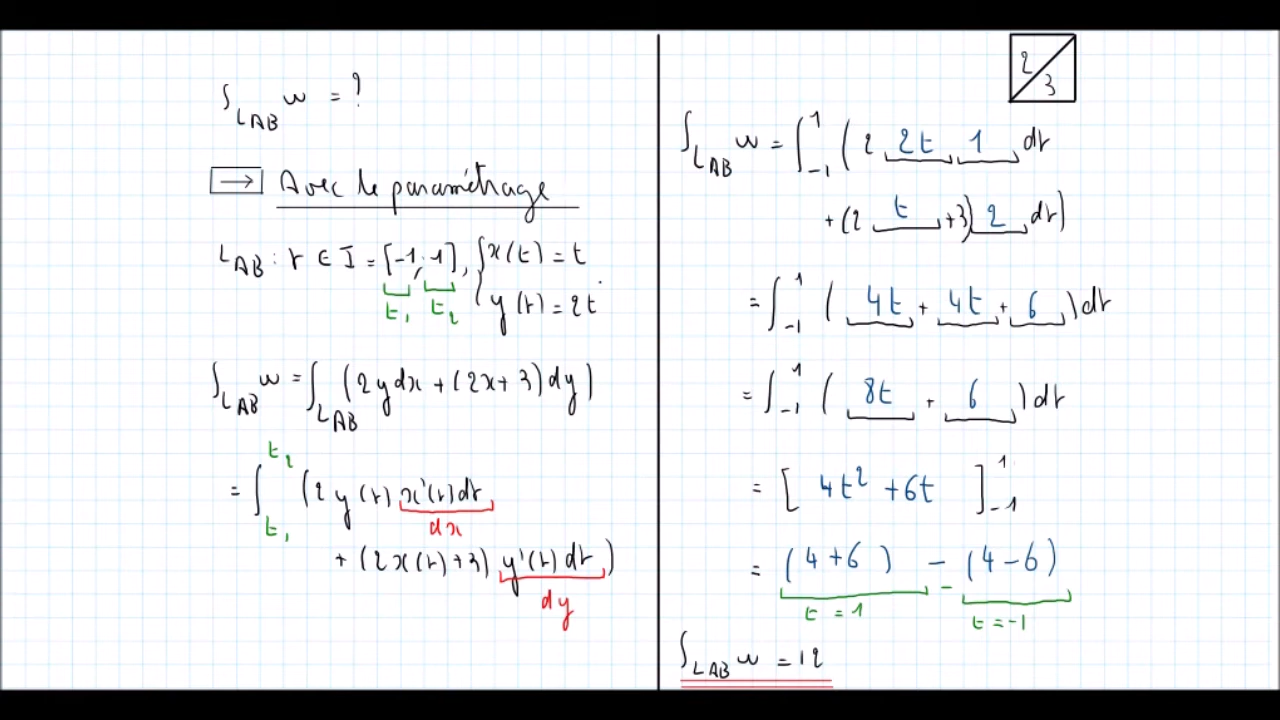 ∫_{L_AB} ω = ?
→ Avec le paramétrage
L_AB : t ∈ I = [-1, 1], { x(t) = t
t₁ t₂ y(t) = 2t
∫_{L_AB} ω = ∫_{L_AB} (2y dx + (2x + 3) dy)
= ∫_{t₁}^{t₂} (2 y(t) x'(t) dt
dx
+ (2x(t) + 3) y'(t) dt)
dy
2/3
∫_{L_AB} ω = ∫_{-1}^{1} (2 2t 1 dt
+ (2 t + 3) 2 dt)
= ∫_{-1}^{1} (4t + 4t + 6) dt
= ∫_{-1}^{1} (8t + 6) dt
= [4t² + 6t]_{-1}^{1}
= (4 + 6) - (4 - 6)
t = 1 t = -1
∫_{L_AB} ω = 12